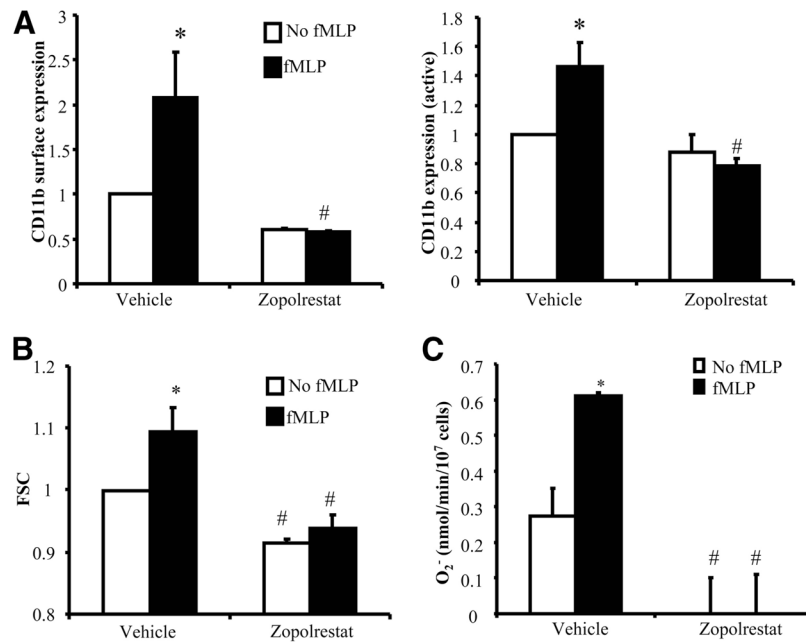 A
CD11b surface expression
3
2.5
2
1.5
1
0.5
0
*
#
No fMLP
fMLP
Vehicle
Zopolrestat
CD11b expression (active)
1.8
1.6
1.4
1.2
1
0.8
0.6
0.4
0.2
0
*
#
Vehicle
Zopolrestat
B
FSC
1.2
1.1
1
0.9
0.8
*
#
#
No fMLP
fMLP
Vehicle
Zopolrestat
C
O₂⁻ (nmol/min/10⁷ cells)
0.7
0.6
0.5
0.3
0.2
0.1
0
*
#
#
No fMLP
fMLP
Vehicle
Zopolrestat